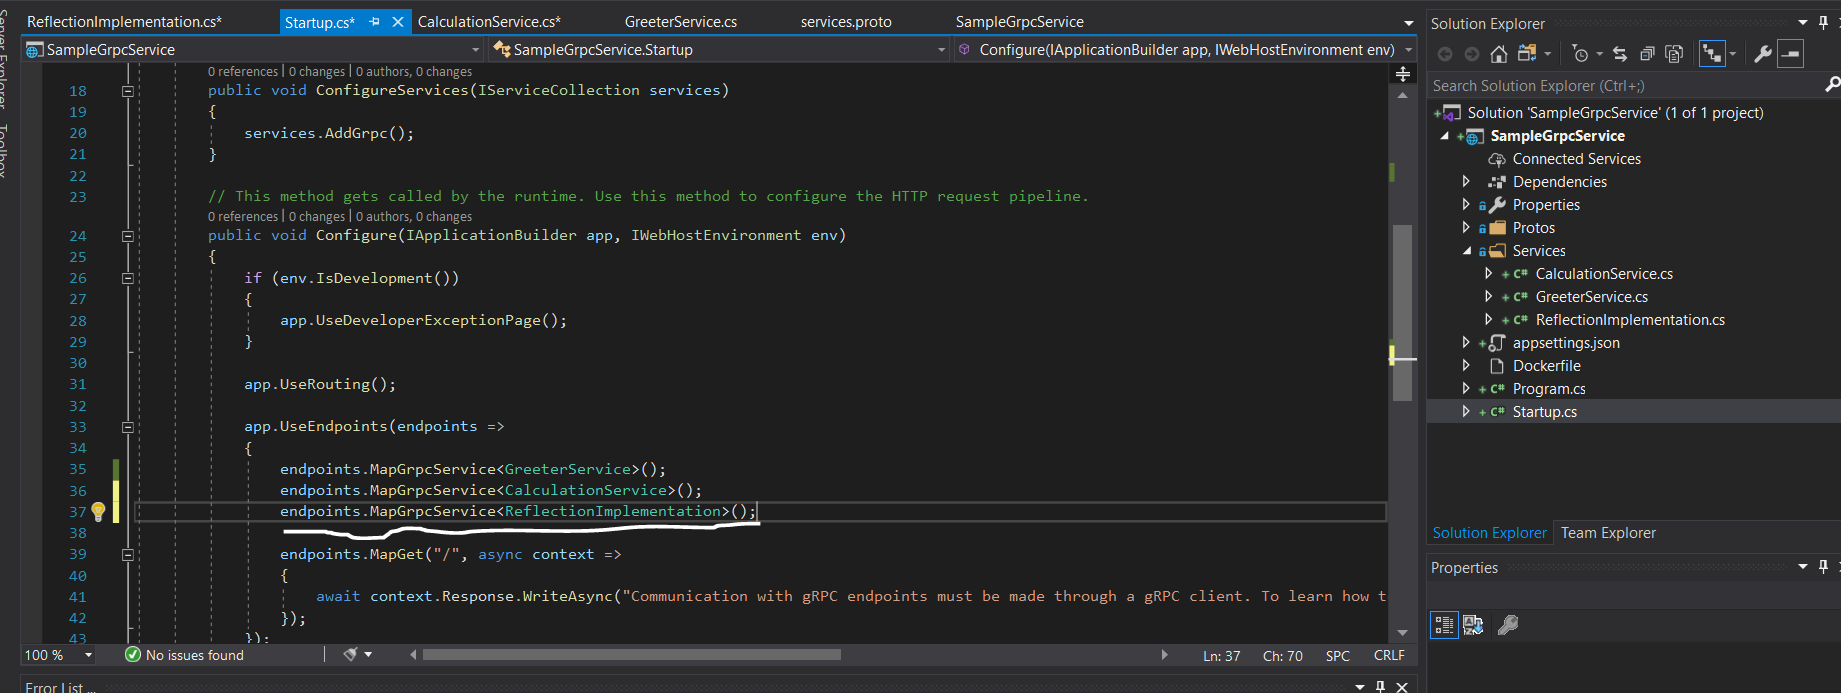 ReflectionImplementation.cs*
Startup.cs*
CalculationService.cs*
GreeterService.cs
services.proto
SampleGrpcService
SampleGrpcService
SampleGrpcService.Startup
Configure(IApplicationBuilder app, IWebHostEnvironment env)
Server Explorer
Toolbox
0 references | 0 changes | 0 authors, 0 changes
18 public void ConfigureServices(IServiceCollection services)
19 {
20 services.AddGrpc();
21 }
22
23 // This method gets called by the runtime. Use this method to configure the HTTP request pipeline.
0 references | 0 changes | 0 authors, 0 changes
24 public void Configure(IApplicationBuilder app, IWebHostEnvironment env)
25 {
26 if (env.IsDevelopment())
27 {
28 app.UseDeveloperExceptionPage();
29 }
30
31 app.UseRouting();
32
33 app.UseEndpoints(endpoints =>
34 {
35 endpoints.MapGrpcService<GreeterService>();
36 endpoints.MapGrpcService<CalculationService>();
37 endpoints.MapGrpcService<ReflectionImplementation>();
38
39 endpoints.MapGet("/", async context =>
40 {
41 await context.Response.WriteAsync("Communication with gRPC endpoints must be made through a gRPC client. To learn how t
42 });
43 });
100 %
No issues found
Ln: 37
Ch: 70
SPC
CRLF
Error List ...
Solution Explorer
Search Solution Explorer (Ctrl+;)
Solution 'SampleGrpcService' (1 of 1 project)
SampleGrpcService
Connected Services
Dependencies
Properties
Protos
Services
C# CalculationService.cs
C# GreeterService.cs
C# ReflectionImplementation.cs
appsettings.json
Dockerfile
C# Program.cs
C# Startup.cs
Solution Explorer
Team Explorer
Properties